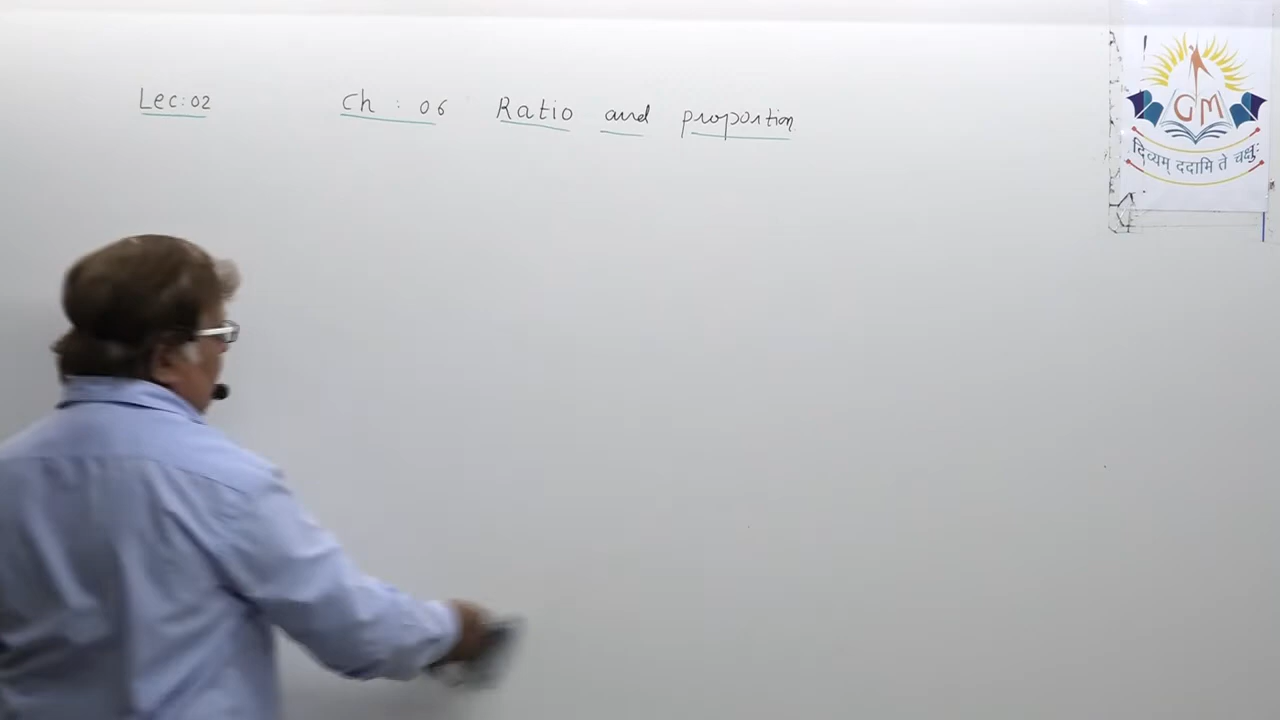 Lec:02 Ch : 06 Ratio and proportion
GM
दिव्यम् ददामि ते चक्षुः